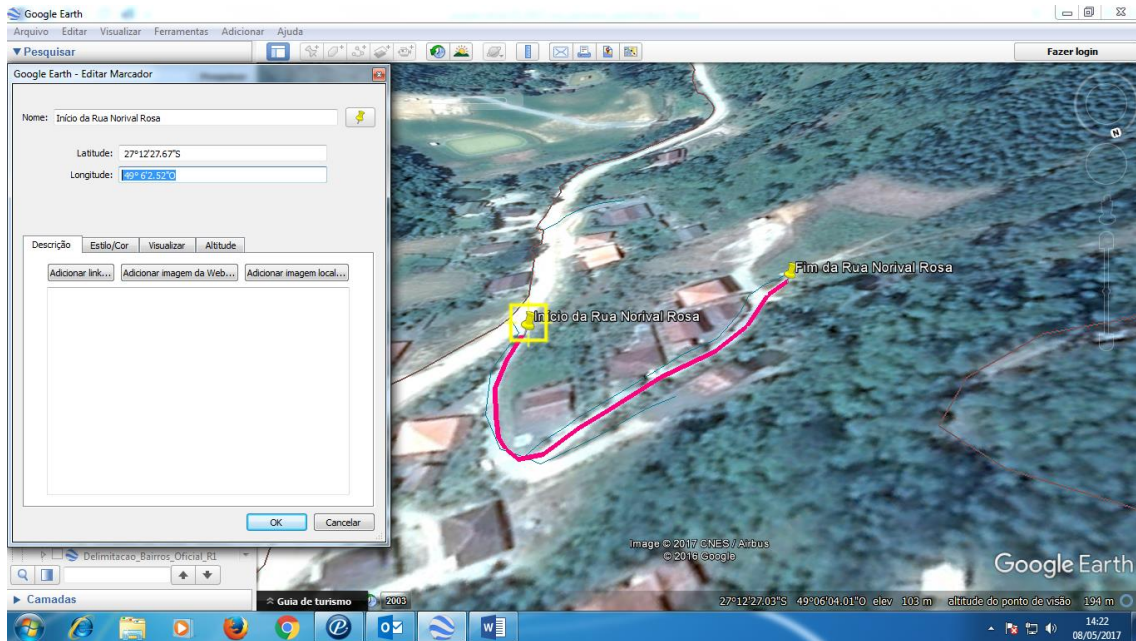 Google Earth
Arquivo Editar Visualizar Ferramentas Adicionar Ajuda
▼ Pesquisar
Fazer login
Google Earth - Editar Marcador
Nome: Início da Rua Norival Rosa
Latitude: 27°12'27.67"S
Longitude: 49° 6'2.52"O
Descrição Estilo/Cor Visualizar Altitude
Adicionar link... Adicionar imagem da Web... Adicionar imagem local...
OK Cancelar
N
Fim da Rua Norival Rosa
Início da Rua Norival Rosa
Delimitacao_Bairros_Oficial_R1
Image © 2017 CNES / Airbus
© 2016 Google
Google Earth
► Camadas
Guia de turismo
2003
27°12'27.03"S 49°06'04.01"O elev 103 m altitude do ponto de visão 194 m
14:22
08/05/2017